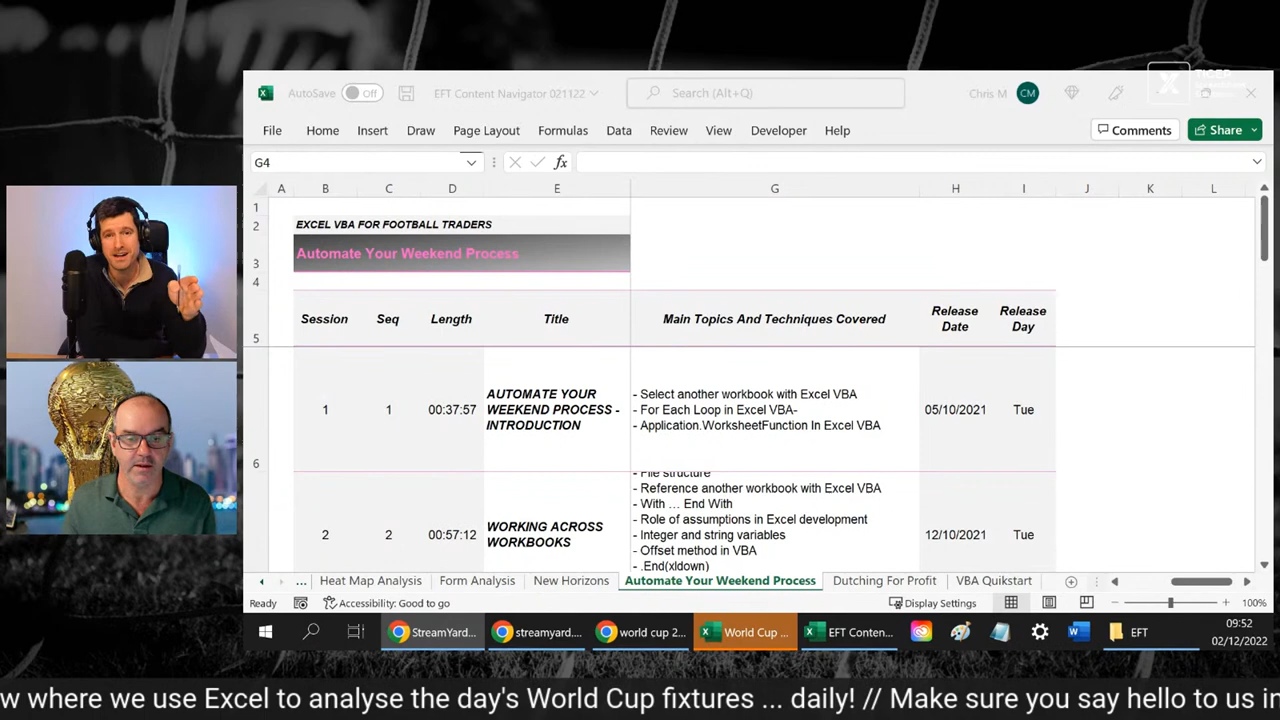 AutoSave Off EFT Content Navigator 021122 Search (Alt+Q) Chris M CM
TIGER
File Home Insert Draw Page Layout Formulas Data Review View Developer Help Comments Share
G4 fx
A B C D E G H I J K L
1
2 EXCEL VBA FOR FOOTBALL TRADERS
3 Automate Your Weekend Process
4
5 Session Seq Length Title Main Topics And Techniques Covered Release Date Release Day
6 1 1 00:37:57 AUTOMATE YOUR WEEKEND PROCESS - INTRODUCTION 05/10/2021 Tue
- Select another workbook with Excel VBA
- For Each Loop in Excel VBA-
- Application.WorksheetFunction In Excel VBA
2 2 00:57:12 WORKING ACROSS WORKBOOKS 12/10/2021 Tue
- File structure
- Reference another workbook with Excel VBA
- With ... End With
- Role of assumptions in Excel development
- Integer and string variables
- Offset method in VBA
- .End(xldown)
... Heat Map Analysis Form Analysis New Horizons Automate Your Weekend Process Dutching For Profit VBA Quikstart
Ready Accessibility: Good to go Display Settings 100%
StreamYard... streamyard.... world cup 2... World Cup ... EFT Conten... EFT 09:52
02/12/2022
w where we use Excel to analyse the day's World Cup fixtures ... daily! // Make sure you say hello to us in